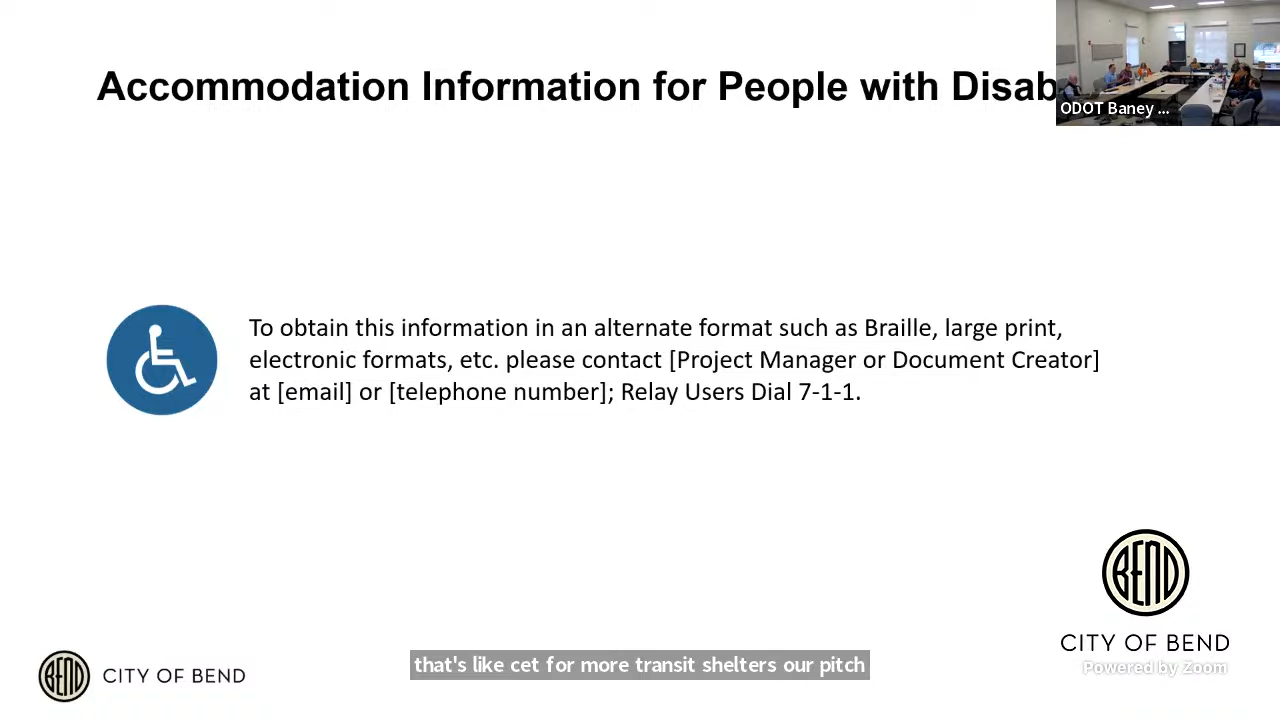 Accommodation Information for People with Disab
ODOT Baney ...
To obtain this information in an alternate format such as Braille, large print,
electronic formats, etc. please contact [Project Manager or Document Creator]
at [email] or [telephone number]; Relay Users Dial 7-1-1.
BEND
CITY OF BEND
Powered by Zoom
BEND
CITY OF BEND
that's like cet for more transit shelters our pitch